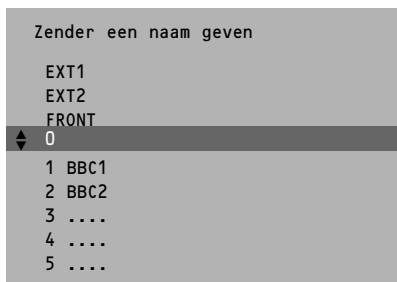 Zender een naam geven
EXT1
EXT2
FRONT
0
1 BBC1
2 BBC2
3 ....
4 ....
5 ....